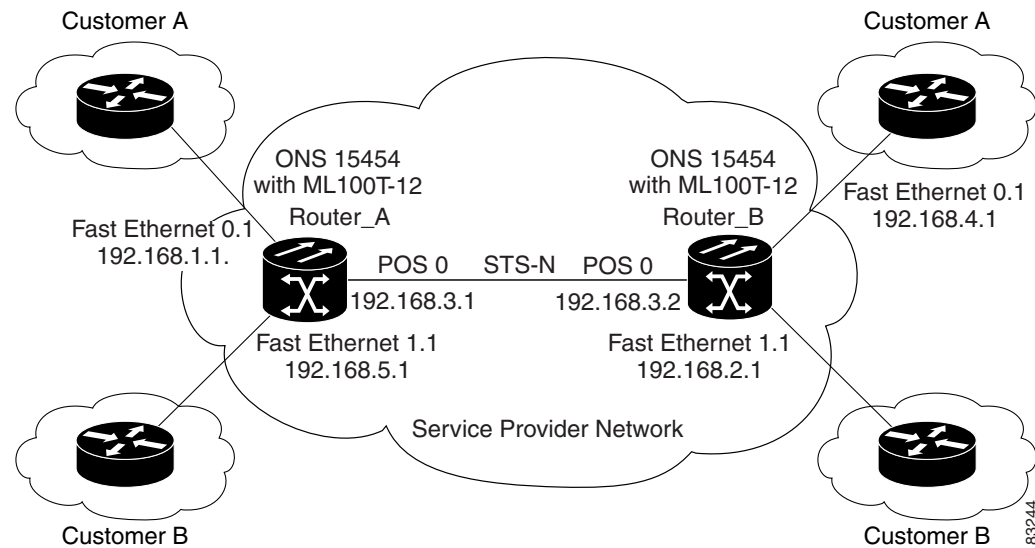 Customer A
Customer A
ONS 15454
with ML100T-12
Router_A
ONS 15454
with ML100T-12
Router_B
Fast Ethernet 0.1
192.168.1.1.
Fast Ethernet 0.1
192.168.4.1
POS 0
STS-N
POS 0
192.168.3.1
192.168.3.2
Fast Ethernet 1.1
192.168.5.1
Fast Ethernet 1.1
192.168.2.1
Service Provider Network
Customer B
Customer B
83244